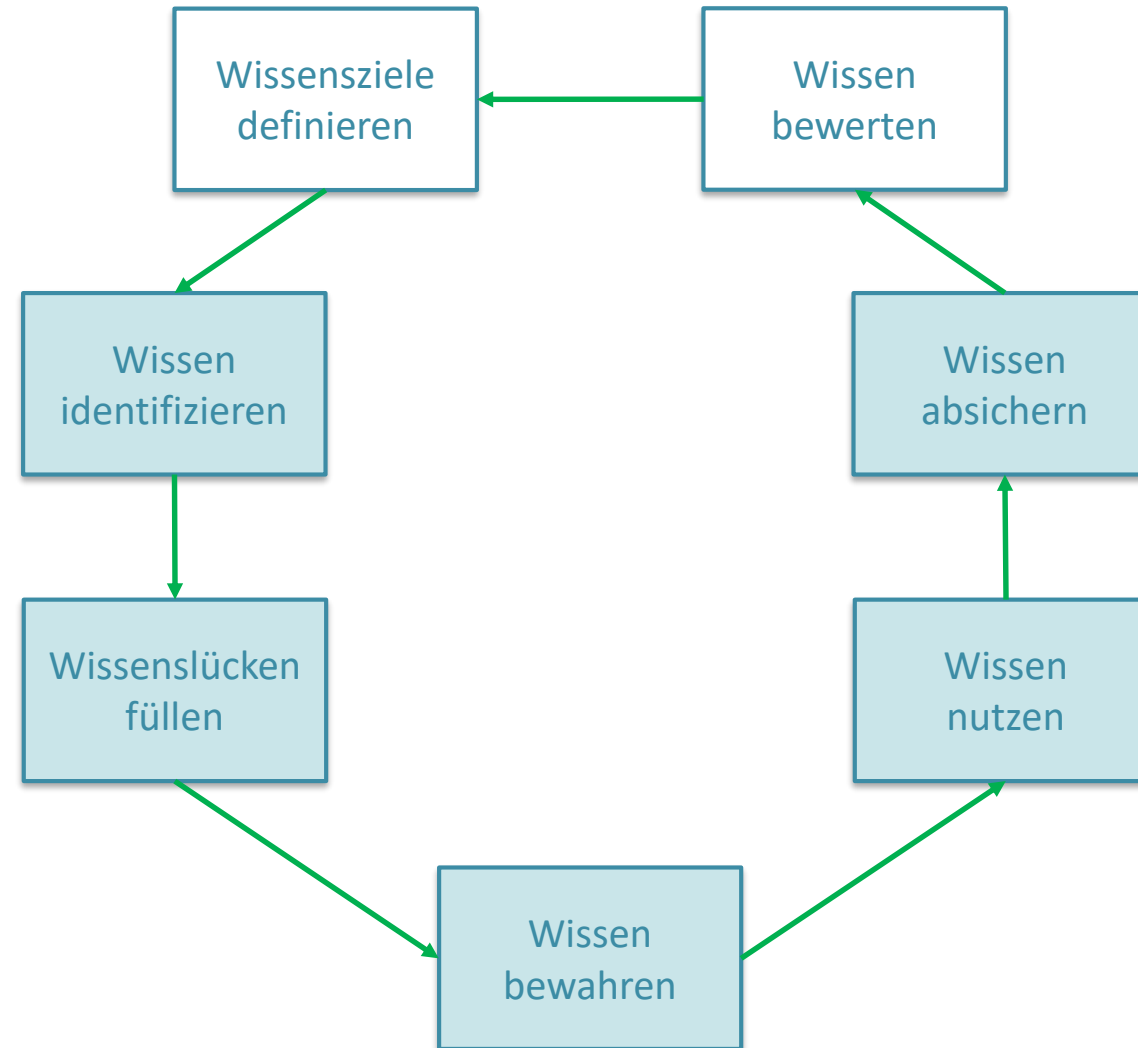 Wissensziele
definieren
Wissen
bewerten
Wissen
identifizieren
Wissen
absichern
Wissenslücken
füllen
Wissen
nutzen
Wissen
bewahren